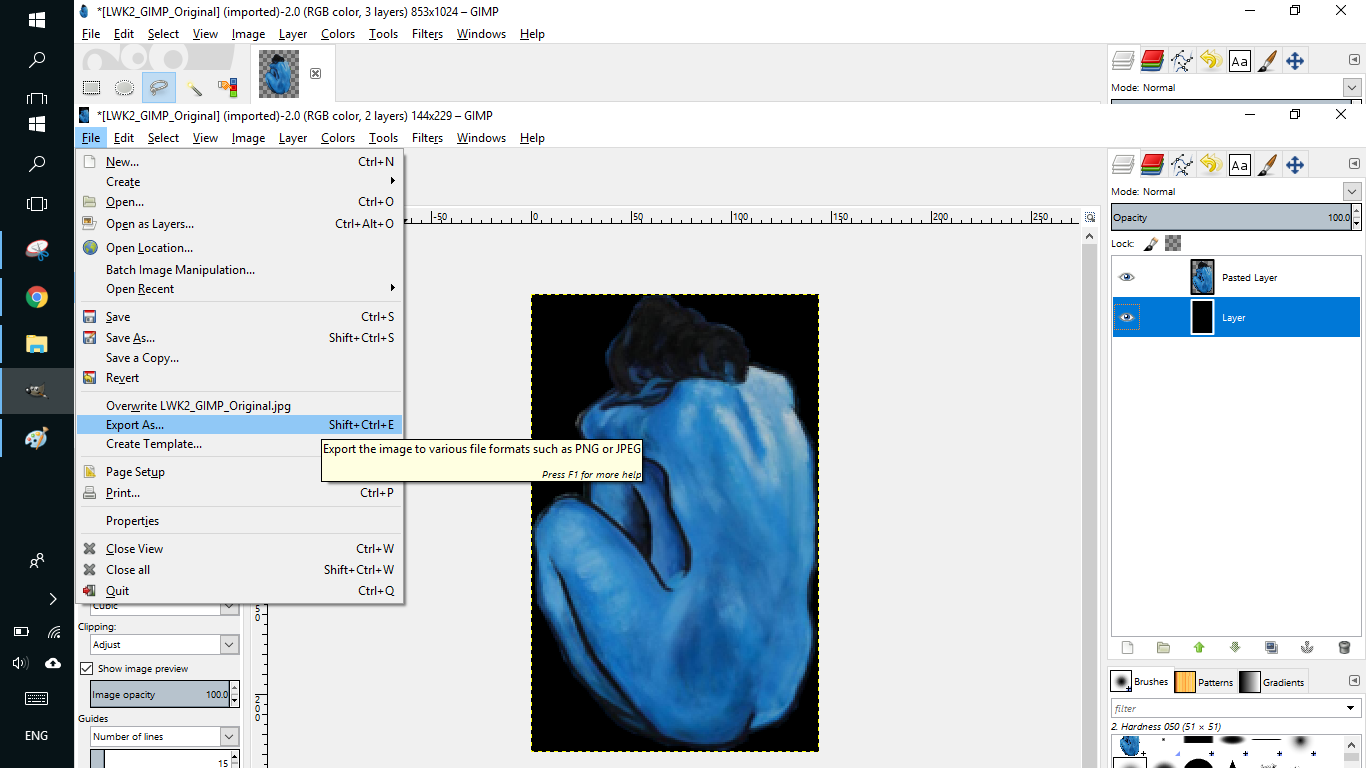 *[LWK2_GIMP_Original] (imported)-2.0 (RGB color, 3 layers) 853x1024 – GIMP
File Edit Select View Image Layer Colors Tools Filters Windows Help
Aa
Mode: Normal
*[LWK2_GIMP_Original] (imported)-2.0 (RGB color, 2 layers) 144x229 – GIMP
File Edit Select View Image Layer Colors Tools Filters Windows Help
New... Ctrl+N
Create
Open... Ctrl+O
Open as Layers... Ctrl+Alt+O
Open Location...
Batch Image Manipulation...
Open Recent
Save Ctrl+S
Save As... Shift+Ctrl+S
Save a Copy...
Revert
Overwrite LWK2_GIMP_Original.jpg
Export As... Shift+Ctrl+E
Create Template...
Export the image to various file formats such as PNG or JPEG
Press F1 for more help
Page Setup
Print... Ctrl+P
Properties
Close View Ctrl+W
Close all Shift+Ctrl+W
Quit Ctrl+Q
-50 0 50 100 150 200 250
50
200
Cubic
Clipping:
Adjust
Show image preview
Image opacity 100.0
Guides
Number of lines
15
Aa
Mode: Normal
Opacity 100.0
Lock:
Pasted Layer
Layer
Brushes Patterns Gradients
filter
2. Hardness 050 (51 × 51)
ENG